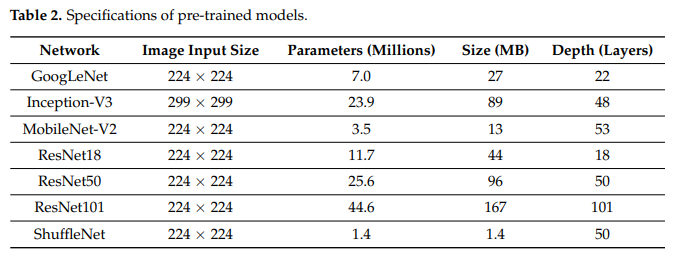 Table 2. Specifications of pre-trained models.
Network Image Input Size Parameters (Millions) Size (MB) Depth (Layers)
GoogLeNet 224 × 224 7.0 27 22
Inception-V3 299 × 299 23.9 89 48
MobileNet-V2 224 × 224 3.5 13 53
ResNet18 224 × 224 11.7 44 18
ResNet50 224 × 224 25.6 96 50
ResNet101 224 × 224 44.6 167 101
ShuffleNet 224 × 224 1.4 1.4 50